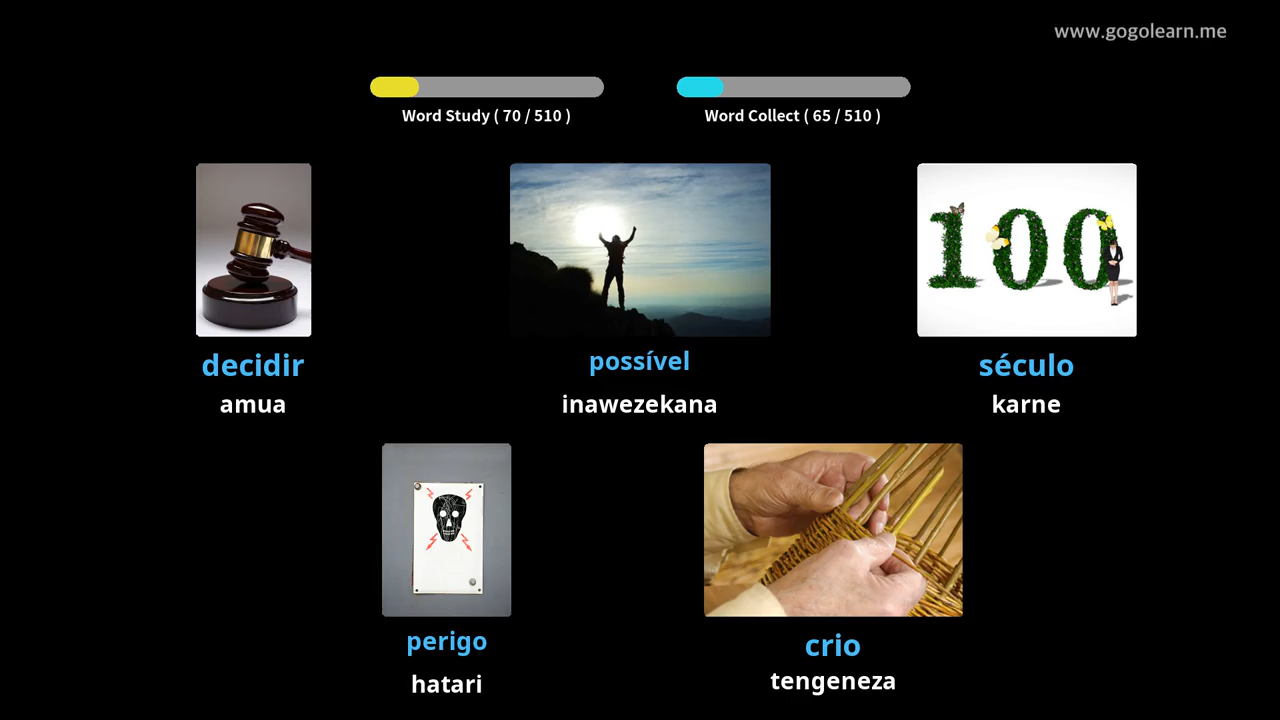 www.gogolearn.me
Word Study ( 70 / 510 )
Word Collect ( 65 / 510 )
100
decidir
possível
século
amua
inawezekana
karne
perigo
crio
hatari
tengeneza